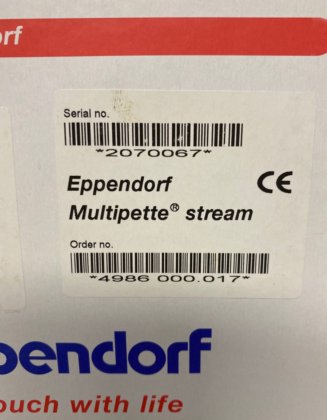 orf
Serial no.
*2070067*
Eppendorf
CE
Multipette® stream
Order no.
*4986 000.017*
pendorf
ouch with life